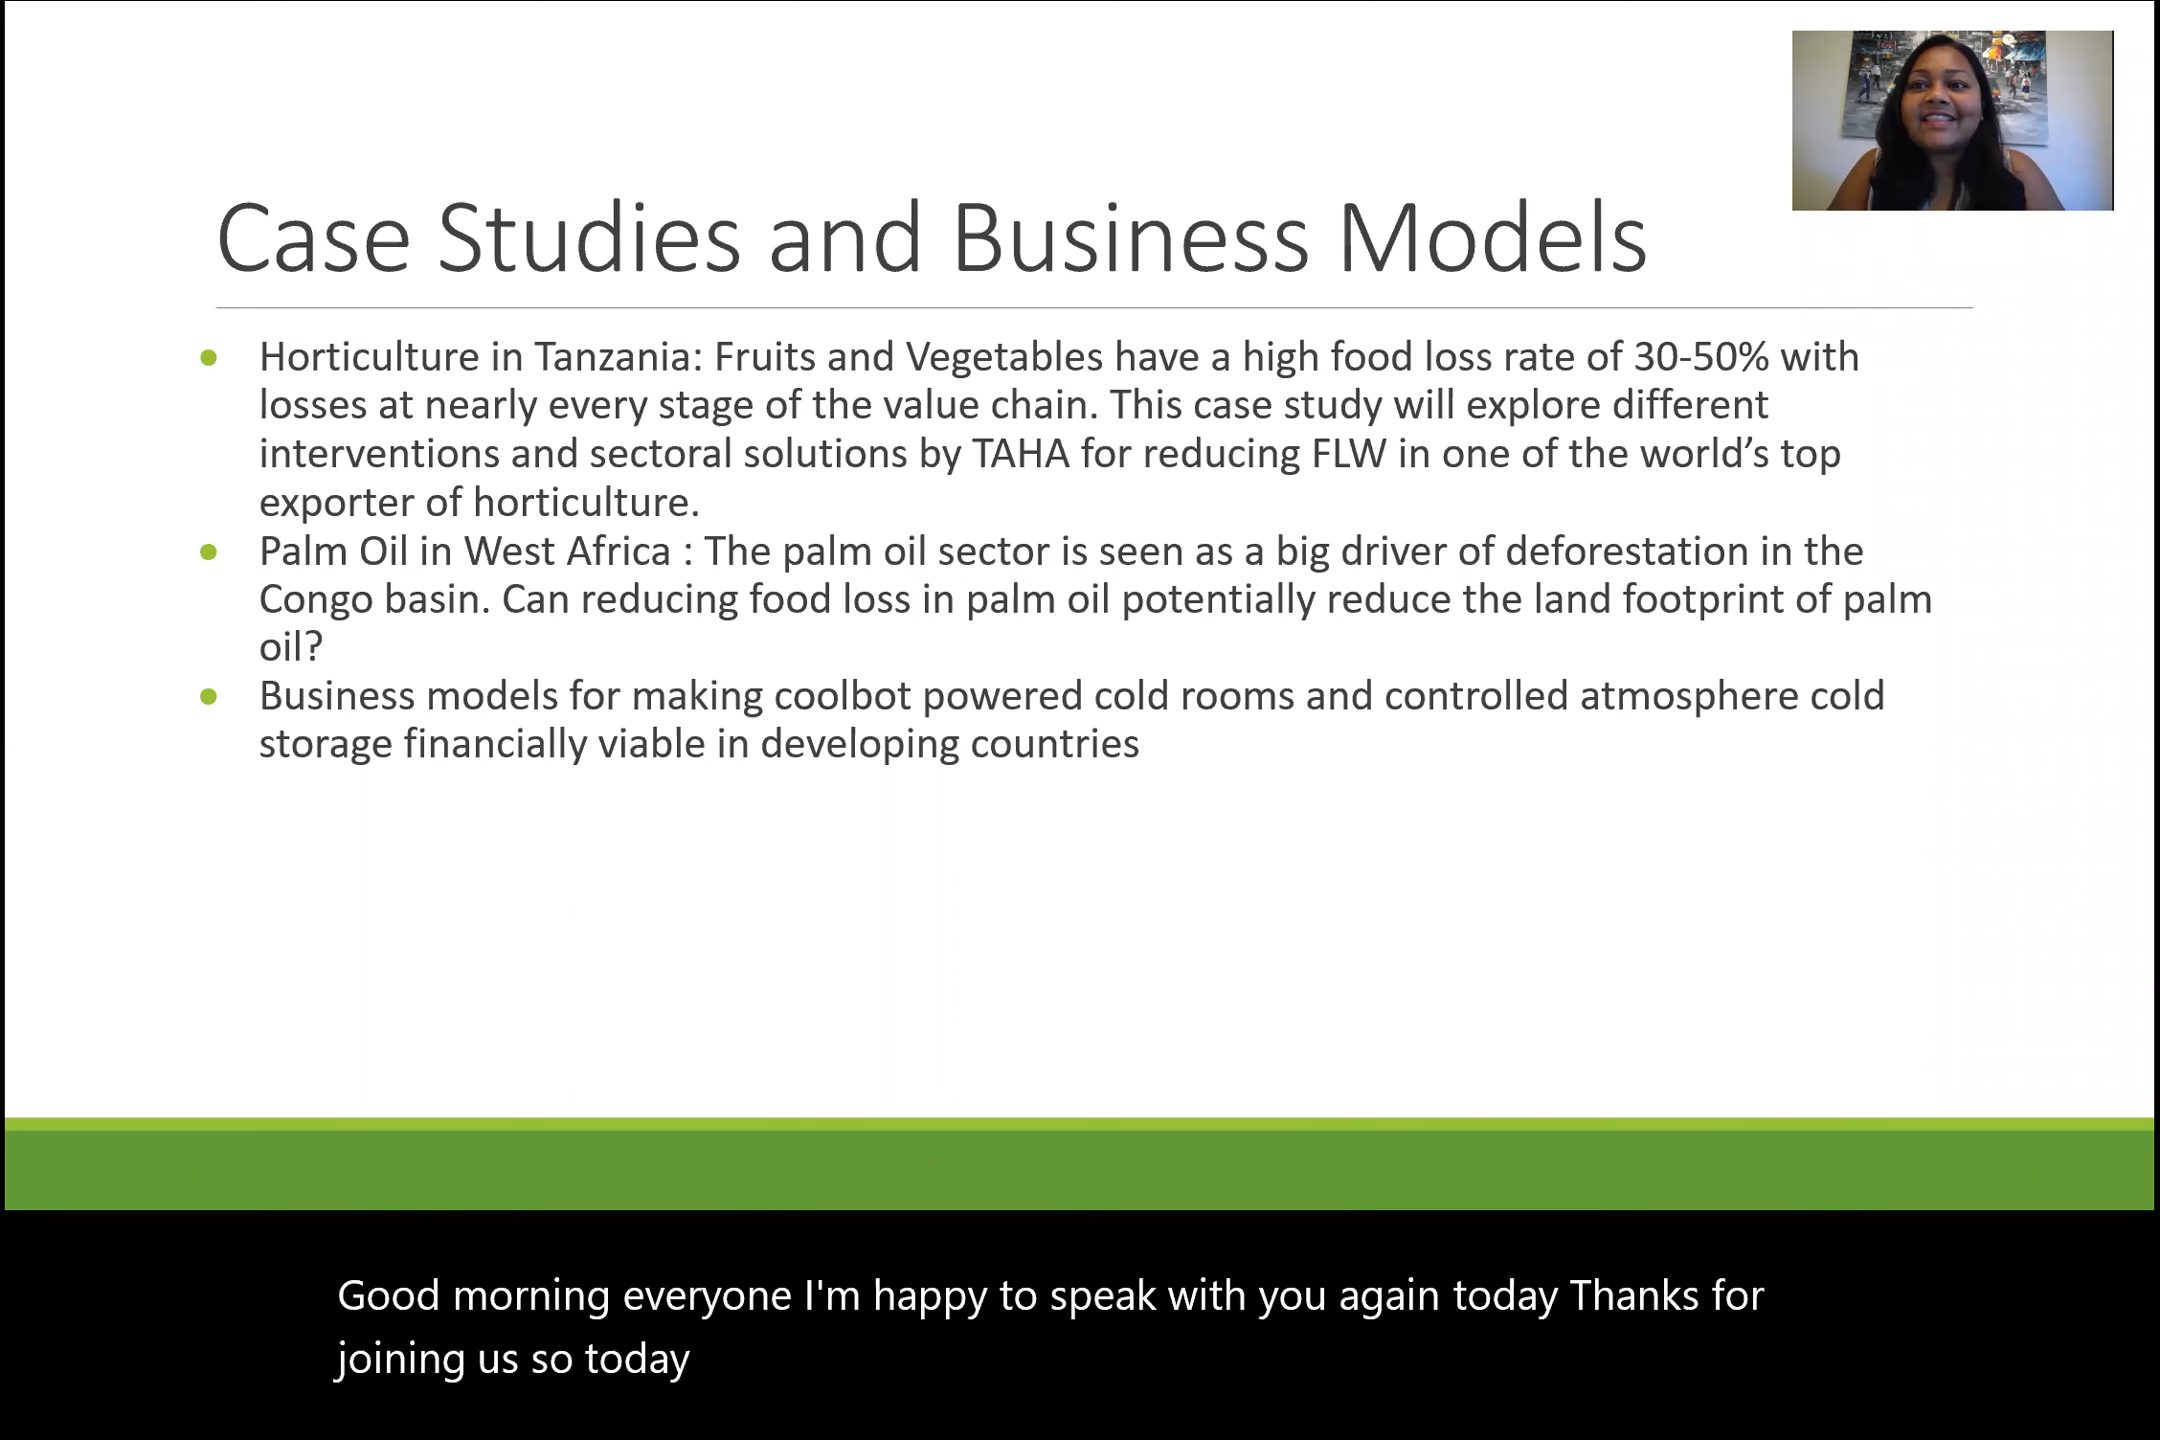 Case Studies and Business Models
Horticulture in Tanzania: Fruits and Vegetables have a high food loss rate of 30-50% with
losses at nearly every stage of the value chain. This case study will explore different
interventions and sectoral solutions by TAHA for reducing FLW in one of the world’s top
exporter of horticulture.
Palm Oil in West Africa : The palm oil sector is seen as a big driver of deforestation in the
Congo basin. Can reducing food loss in palm oil potentially reduce the land footprint of palm
oil?
Business models for making coolbot powered cold rooms and controlled atmosphere cold
storage financially viable in developing countries
Good morning everyone I'm happy to speak with you again today Thanks for
joining us so today